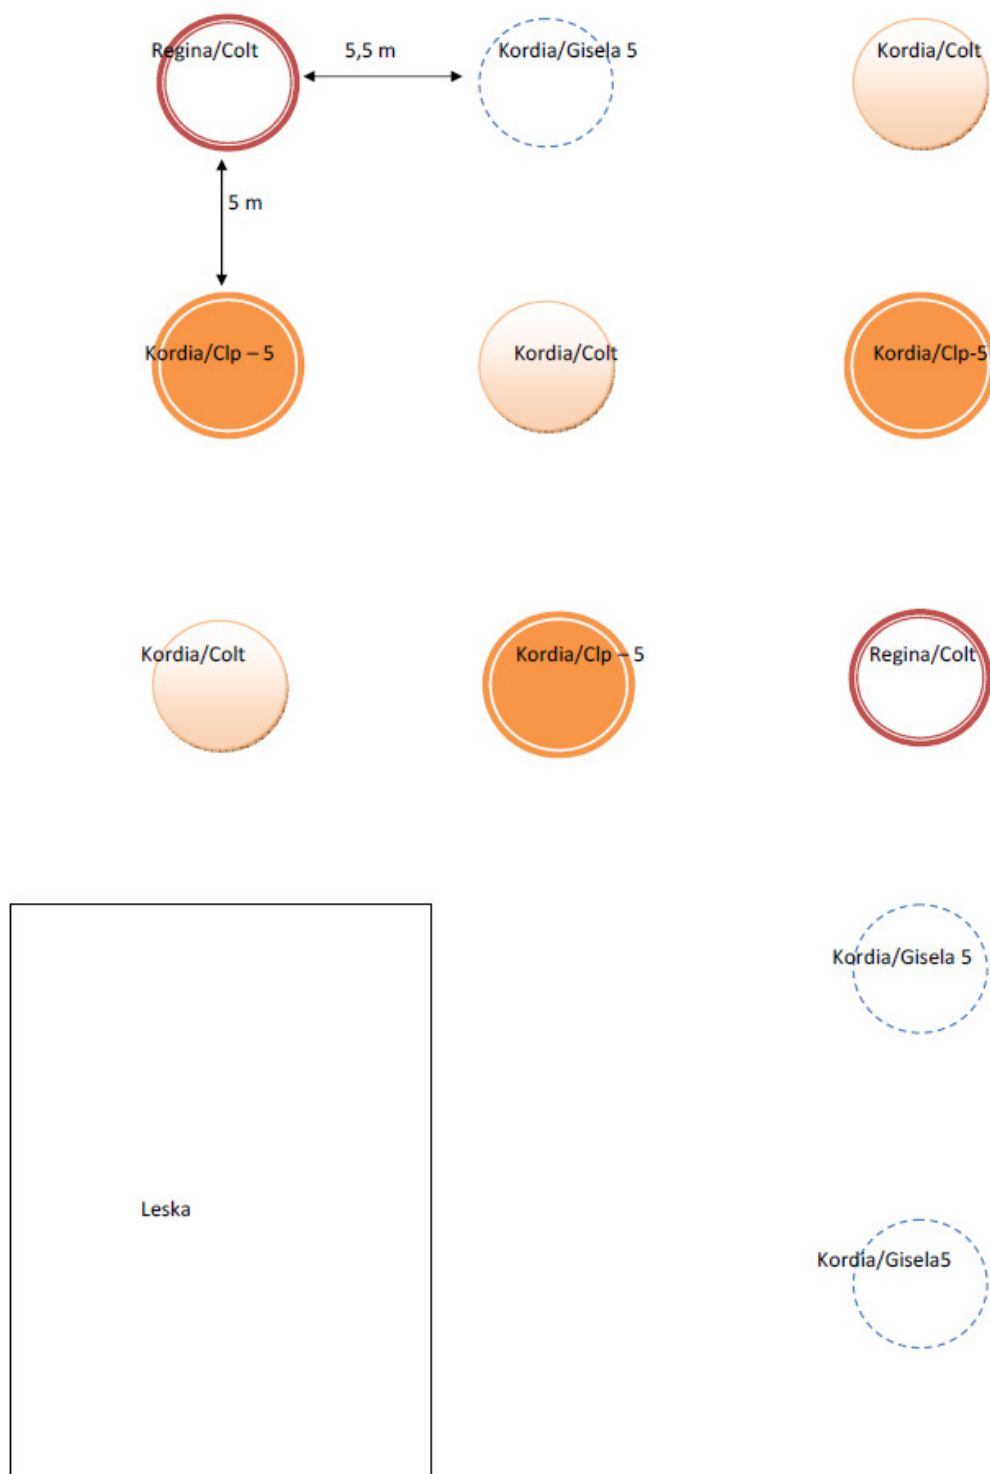 Regina/Colt
5,5 m
Kordia/Gisela 5
Kordia/Colt
5 m
Kordia/Clp – 5
Kordia/Colt
Kordia/Clp-5
Kordia/Colt
Kordia/Clp – 5
Regina/Colt
Kordia/Gisela 5
Leska
Kordia/Gisela5